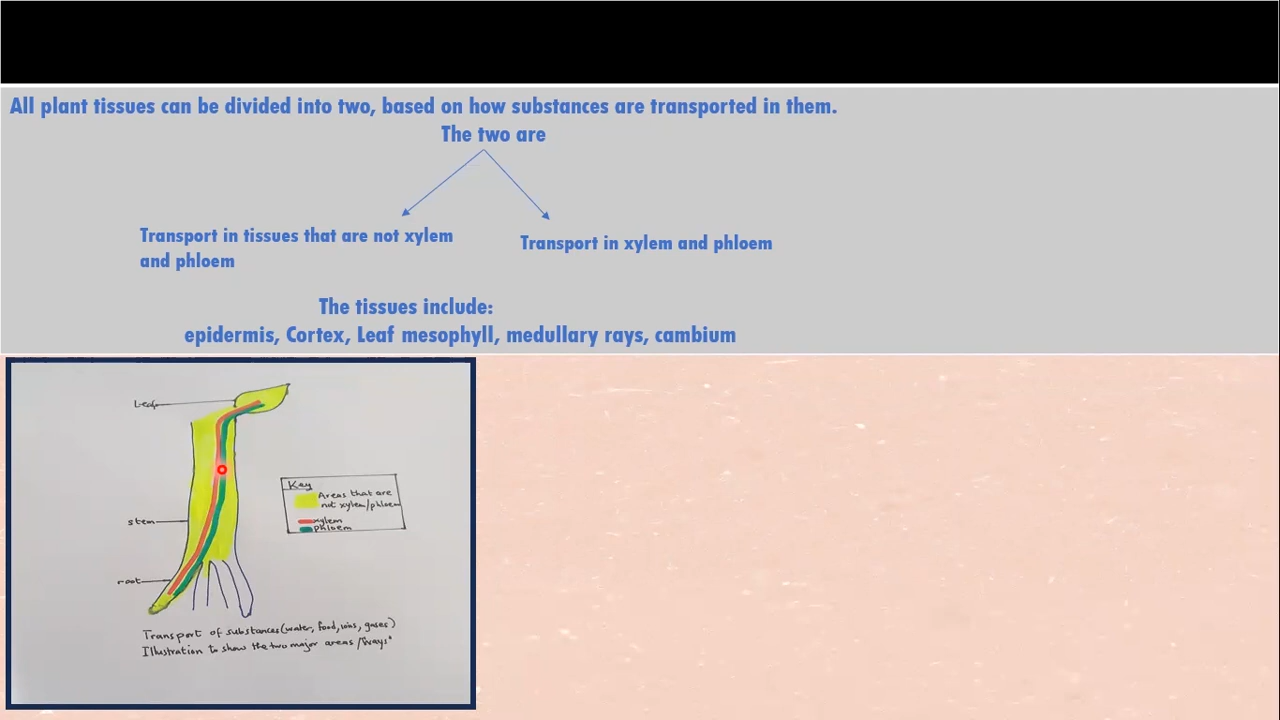 All plant tissues can be divided into two, based on how substances are transported in them.
The two are
Transport in tissues that are not xylem
and phloem
Transport in xylem and phloem
The tissues include:
epidermis, Cortex, Leaf mesophyll, medullary rays, cambium
Leaf
Key
Areas that are
not xylem/phloem
xylem
phloem
stem
root
Transport of substances (water, food, ions, gases)
Illustration to show the two major areas /"ways"